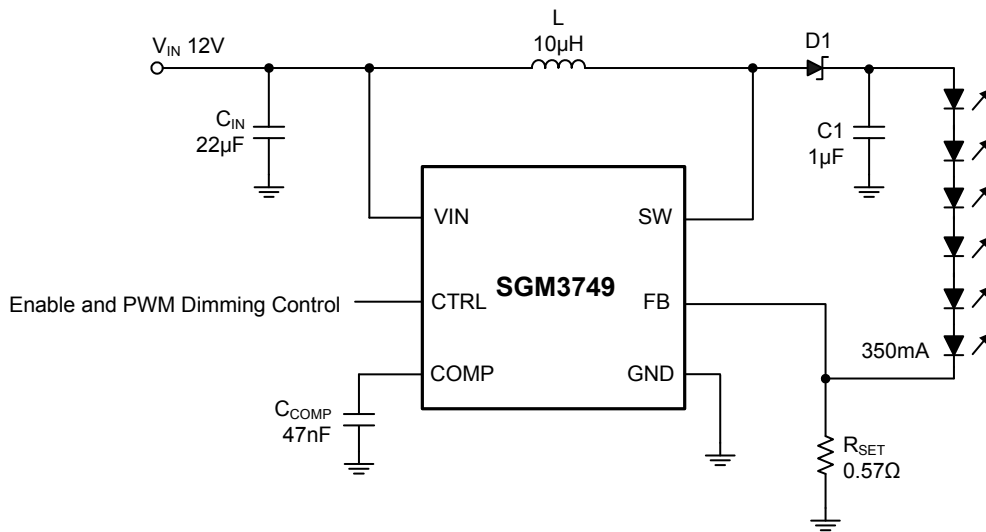 L
10µH
V_IN 12V
D1
C_IN
22µF
C1
1µF
VIN
SW
SGM3749
Enable and PWM Dimming Control
CTRL
FB
350mA
COMP
GND
C_COMP
47nF
R_SET
0.57Ω